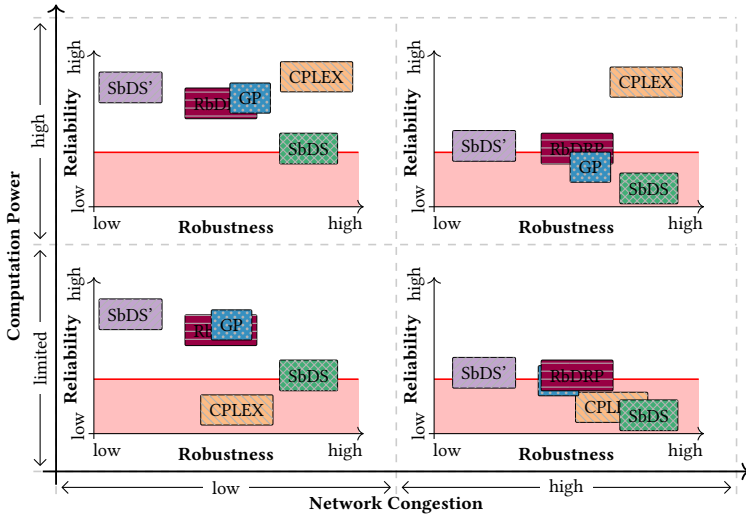 Computation Power
high
limited
high
Reliability
low
SbDS'
GP
CPLEX
SbDS
low
high
Robustness
high
Reliability
low
SbDS'
RbDRP
GP
CPLEX
SbDS
low
high
Robustness
high
Reliability
low
SbDS'
GP
SbDS
CPLEX
low
high
Robustness
high
Reliability
low
SbDS'
RbDRP
SbDS
low
high
Robustness
low
high
Network Congestion